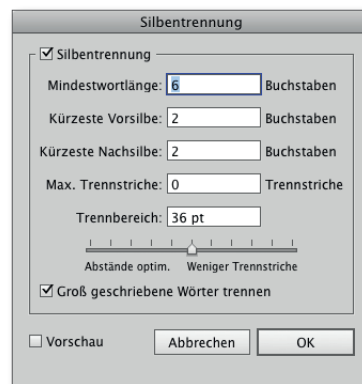 Silbentrennung
Silbentrennung
Mindestwortlänge: 6 Buchstaben
Kürzeste Vorsilbe: 2 Buchstaben
Kürzeste Nachsilbe: 2 Buchstaben
Max. Trennstriche: 0 Trennstriche
Trennbereich: 36 pt
Abstände optim. Weniger Trennstriche
Groß geschriebene Wörter trennen
Vorschau Abbrechen OK